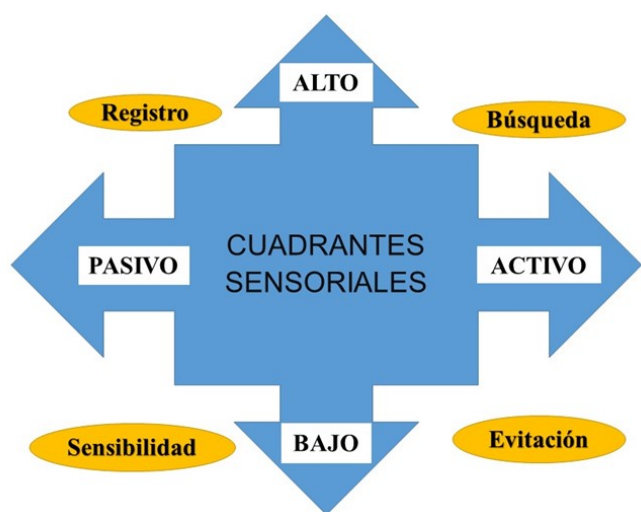 ALTO
Registro
Búsqueda
CUADRANTES
SENSORIALES
PASIVO
ACTIVO
Sensibilidad
BAJO
Evitación